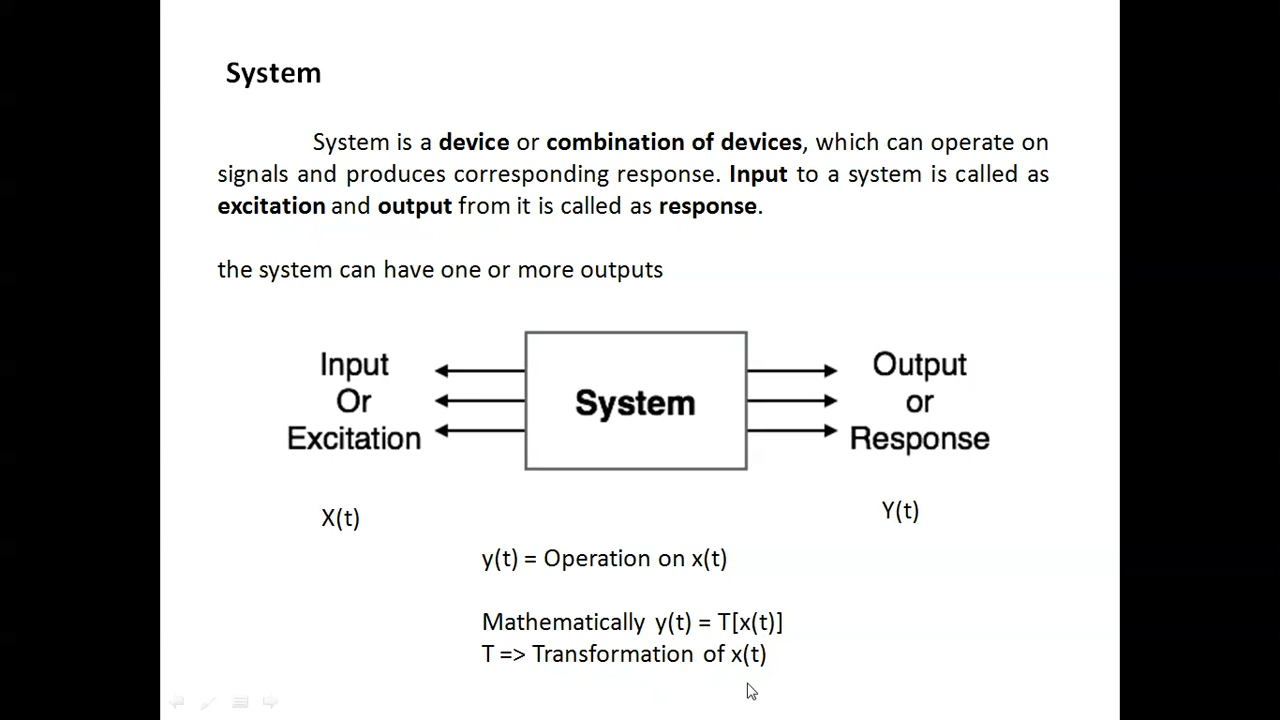 System
System is a device or combination of devices, which can operate on
signals and produces corresponding response. Input to a system is called as
excitation and output from it is called as response.
the system can have one or more outputs
Input
Or
Excitation
System
Output
or
Response
X(t)
Y(t)
y(t) = Operation on x(t)
Mathematically y(t) = T[x(t)]
T => Transformation of x(t)